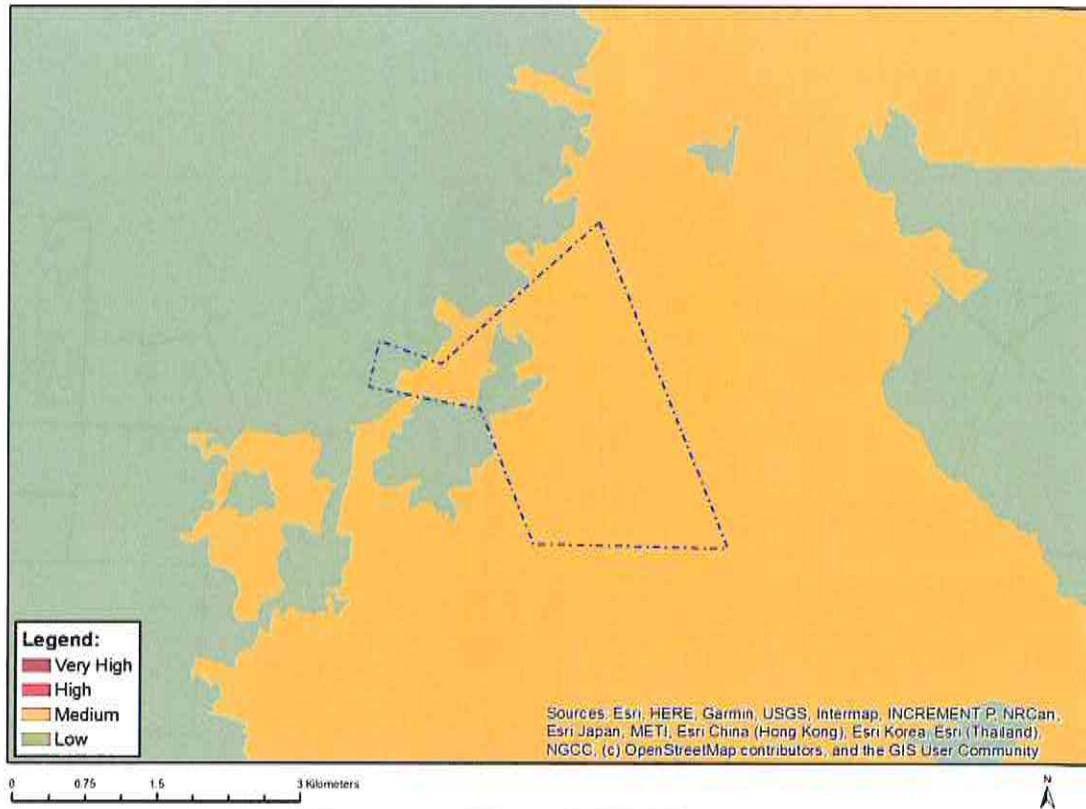 Legend:
Very High
High
Medium
Low
Sources: Esri, HERE, Garmin, USGS, Intermap, INCREMENT P, NRCan,
Esri Japan, METI, Esri China (Hong Kong), Esri Korea, Esri (Thailand),
NGCC, (c) OpenStreetMap contributors, and the GIS User Community
0 0.75 1.5 3 Kilometers
N